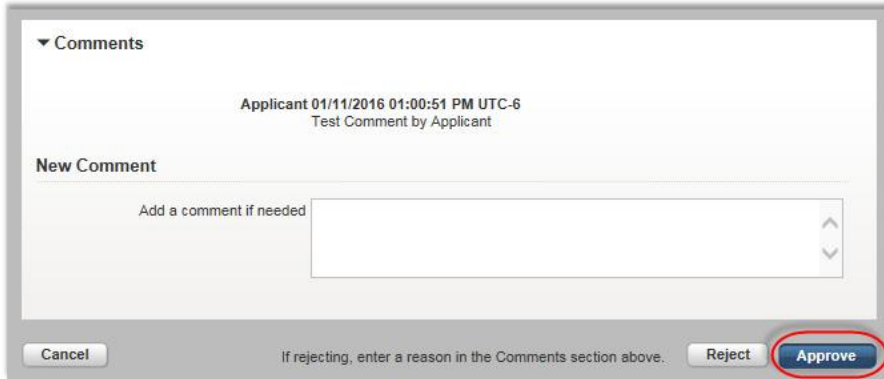 Comments
Applicant 01/11/2016 01:00:51 PM UTC-6
Test Comment by Applicant
New Comment
Add a comment if needed
Cancel
If rejecting, enter a reason in the Comments section above.
Reject
Approve